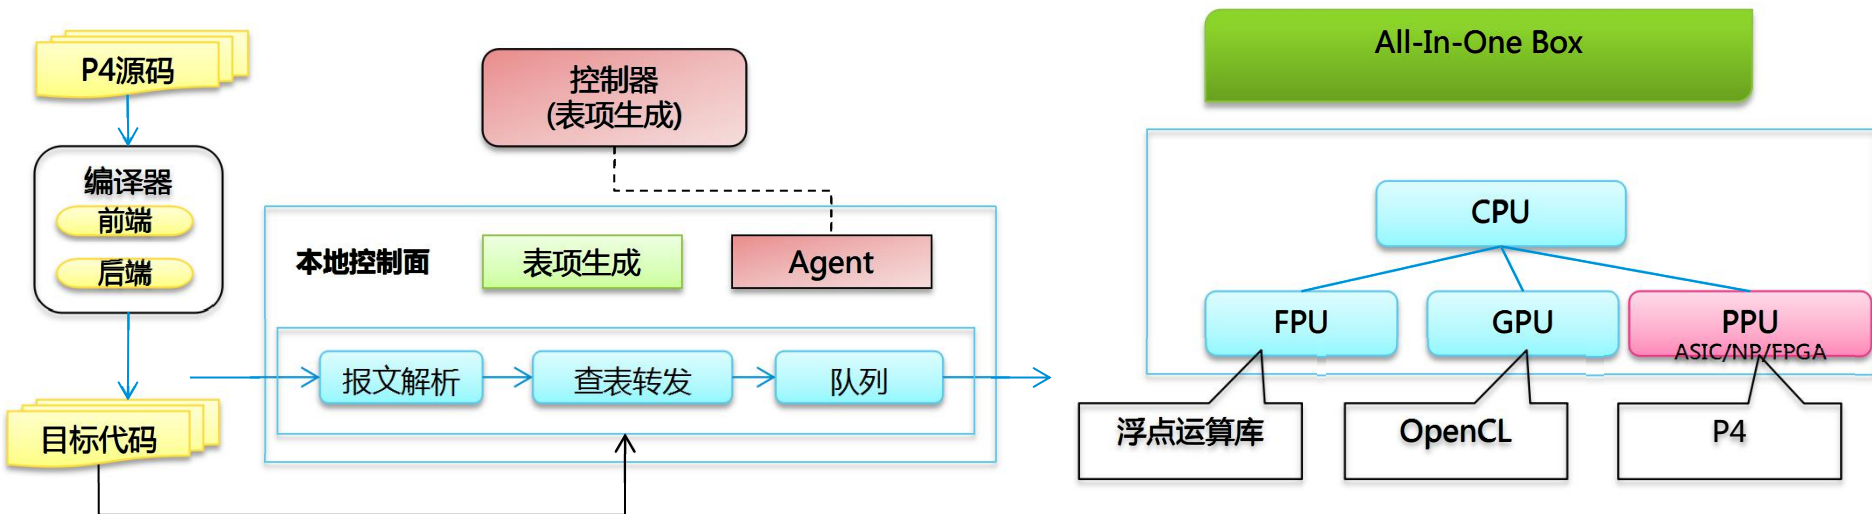 P4源码
编译器
前端
后端
目标代码
控制器
(表项生成)
本地控制面
表项生成
Agent
报文解析
查表转发
队列
All-In-One Box
CPU
FPU
GPU
PPU
ASIC/NP/FPGA
浮点运算库
OpenCL
P4